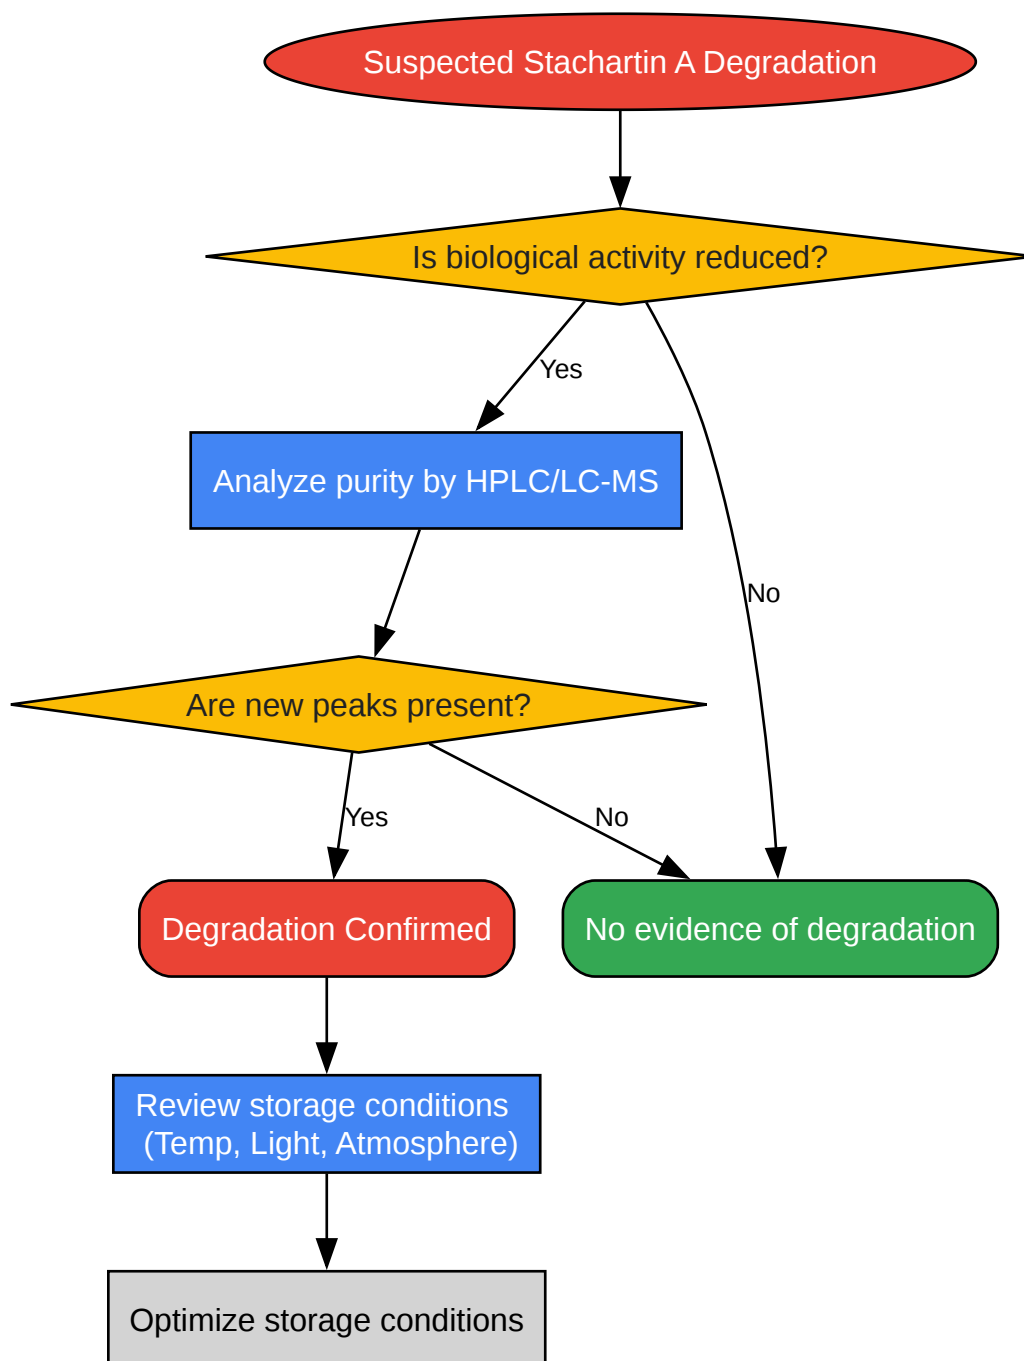 Suspected Stachartin A Degradation
Is biological activity reduced?
Yes
Analyze purity by HPLC/LC-MS
No
Are new peaks present?
Yes
No
Degradation Confirmed
No evidence of degradation
Review storage conditions
(Temp, Light, Atmosphere)
Optimize storage conditions